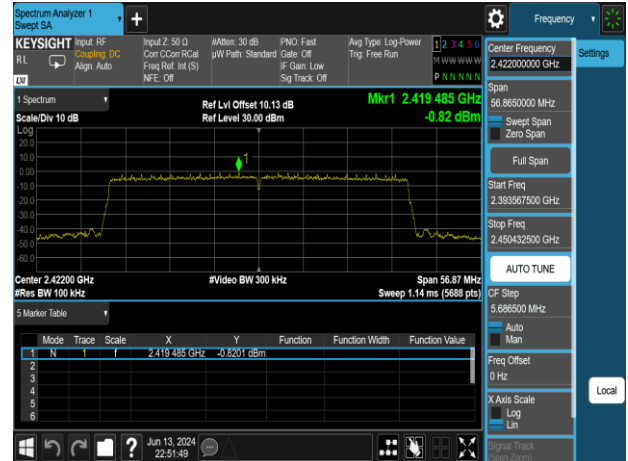 Spectrum Analyzer 1
Swept SA
+
Frequency
KEYSIGHT
RL
Input: RF
Coupling: DC
Align: Auto
Input Z: 50 Ω
Corr CCorr RCal
Freq Ref: Int (S)
NFE: Off
#Atten: 30 dB
µW Path: Standard
PNO: Fast
Gate: Off
IF Gain: Low
Sig Track: Off
Avg Type: Log-Power
Trig: Free Run
1 2 3 4 5 6
M W W W W W
P N N N N N
1 Spectrum
Scale/Div 10 dB
Ref Lvl Offset 10.13 dB
Ref Level 30.00 dBm
Mkr1 2.419 485 GHz
-0.82 dBm
Log
20.0
10.0
0.00
-10.0
-20.0
-30.0
-40.0
-50.0
-60.0
1
Center 2.42200 GHz
#Res BW 100 kHz
#Video BW 300 kHz
Span 56.87 MHz
Sweep 1.14 ms (5688 pts)
5 Marker Table
Mode Trace Scale X Y Function Function Width Function Value
1 N 1 f 2.419 485 GHz -0.8201 dBm
2
3
4
5
6
Jun 13, 2024
22:51:49
Center Frequency
2.422000000 GHz
Settings
Span
56.8650000 MHz
Swept Span
Zero Span
Full Span
Start Freq
2.393567500 GHz
Stop Freq
2.450432500 GHz
AUTO TUNE
CF Step
5.686500 MHz
Auto
Man
Freq Offset
0 Hz
X Axis Scale
Log
Lin
Local
Signal Track
(Span Zoom)